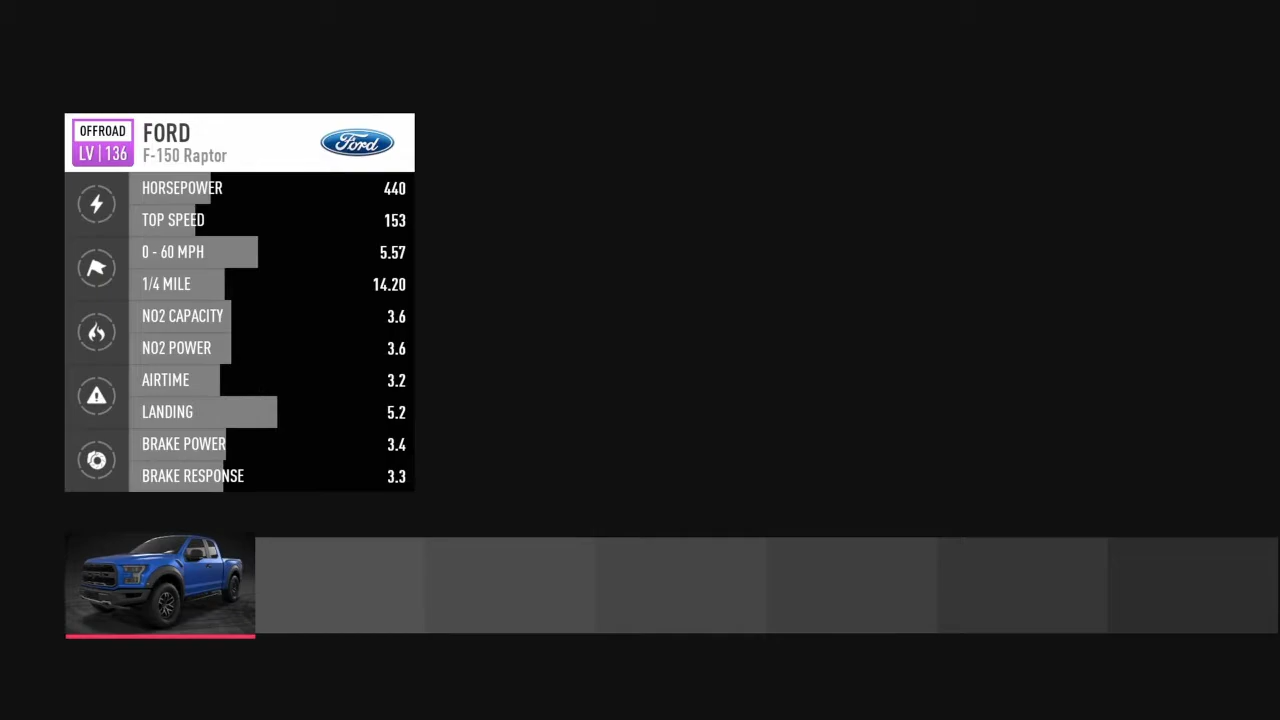 OFFROAD
LV | 136
FORD
F-150 Raptor
Ford
HORSEPOWER 440
TOP SPEED 153
0 - 60 MPH 5.57
1/4 MILE 14.20
NO2 CAPACITY 3.6
NO2 POWER 3.6
AIRTIME 3.2
LANDING 5.2
BRAKE POWER 3.4
BRAKE RESPONSE 3.3